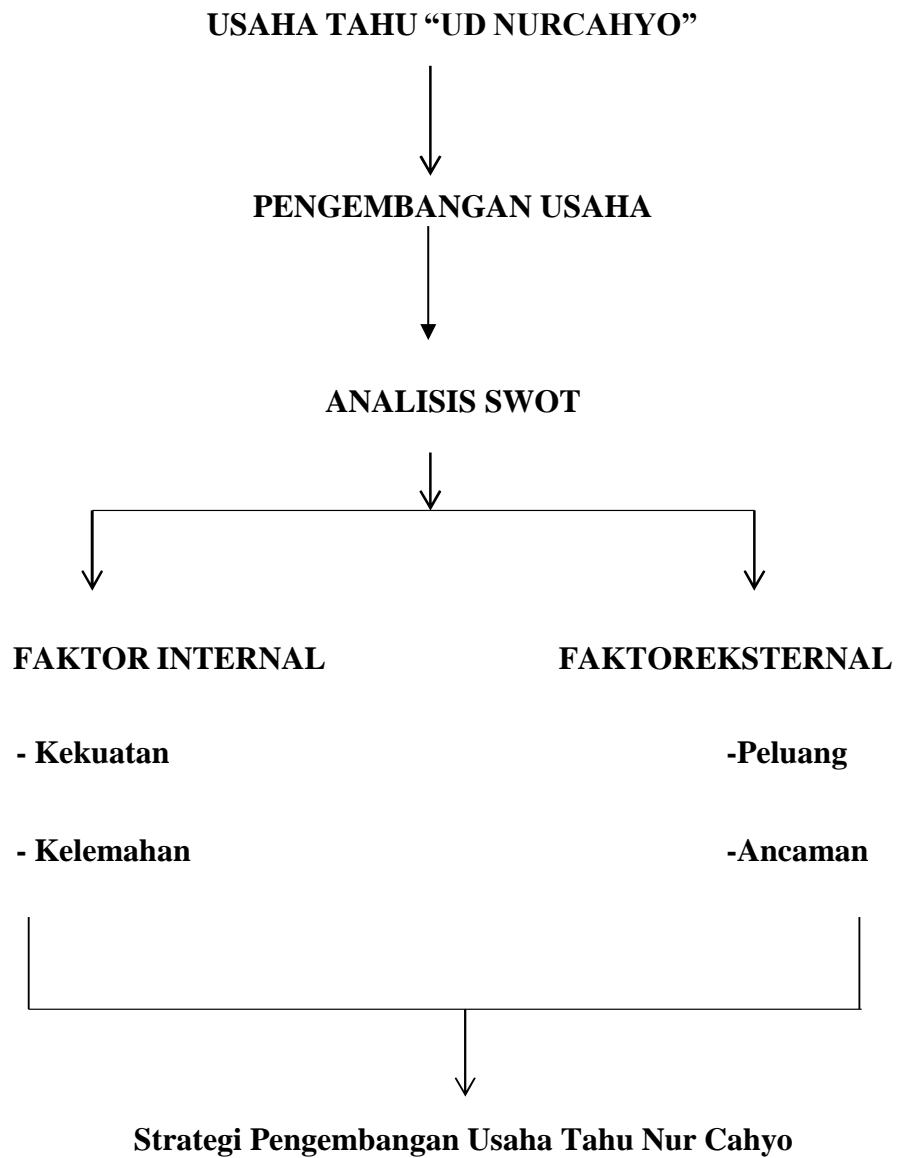 USAHA TAHU “UD NURCAHYO”
PENGEMBANGAN USAHA
ANALISIS SWOT
FAKTOR INTERNAL FAKTOREKSTERNAL
- Kekuatan -Peluang
- Kelemahan -Ancaman
Strategi Pengembangan Usaha Tahu Nur Cahyo